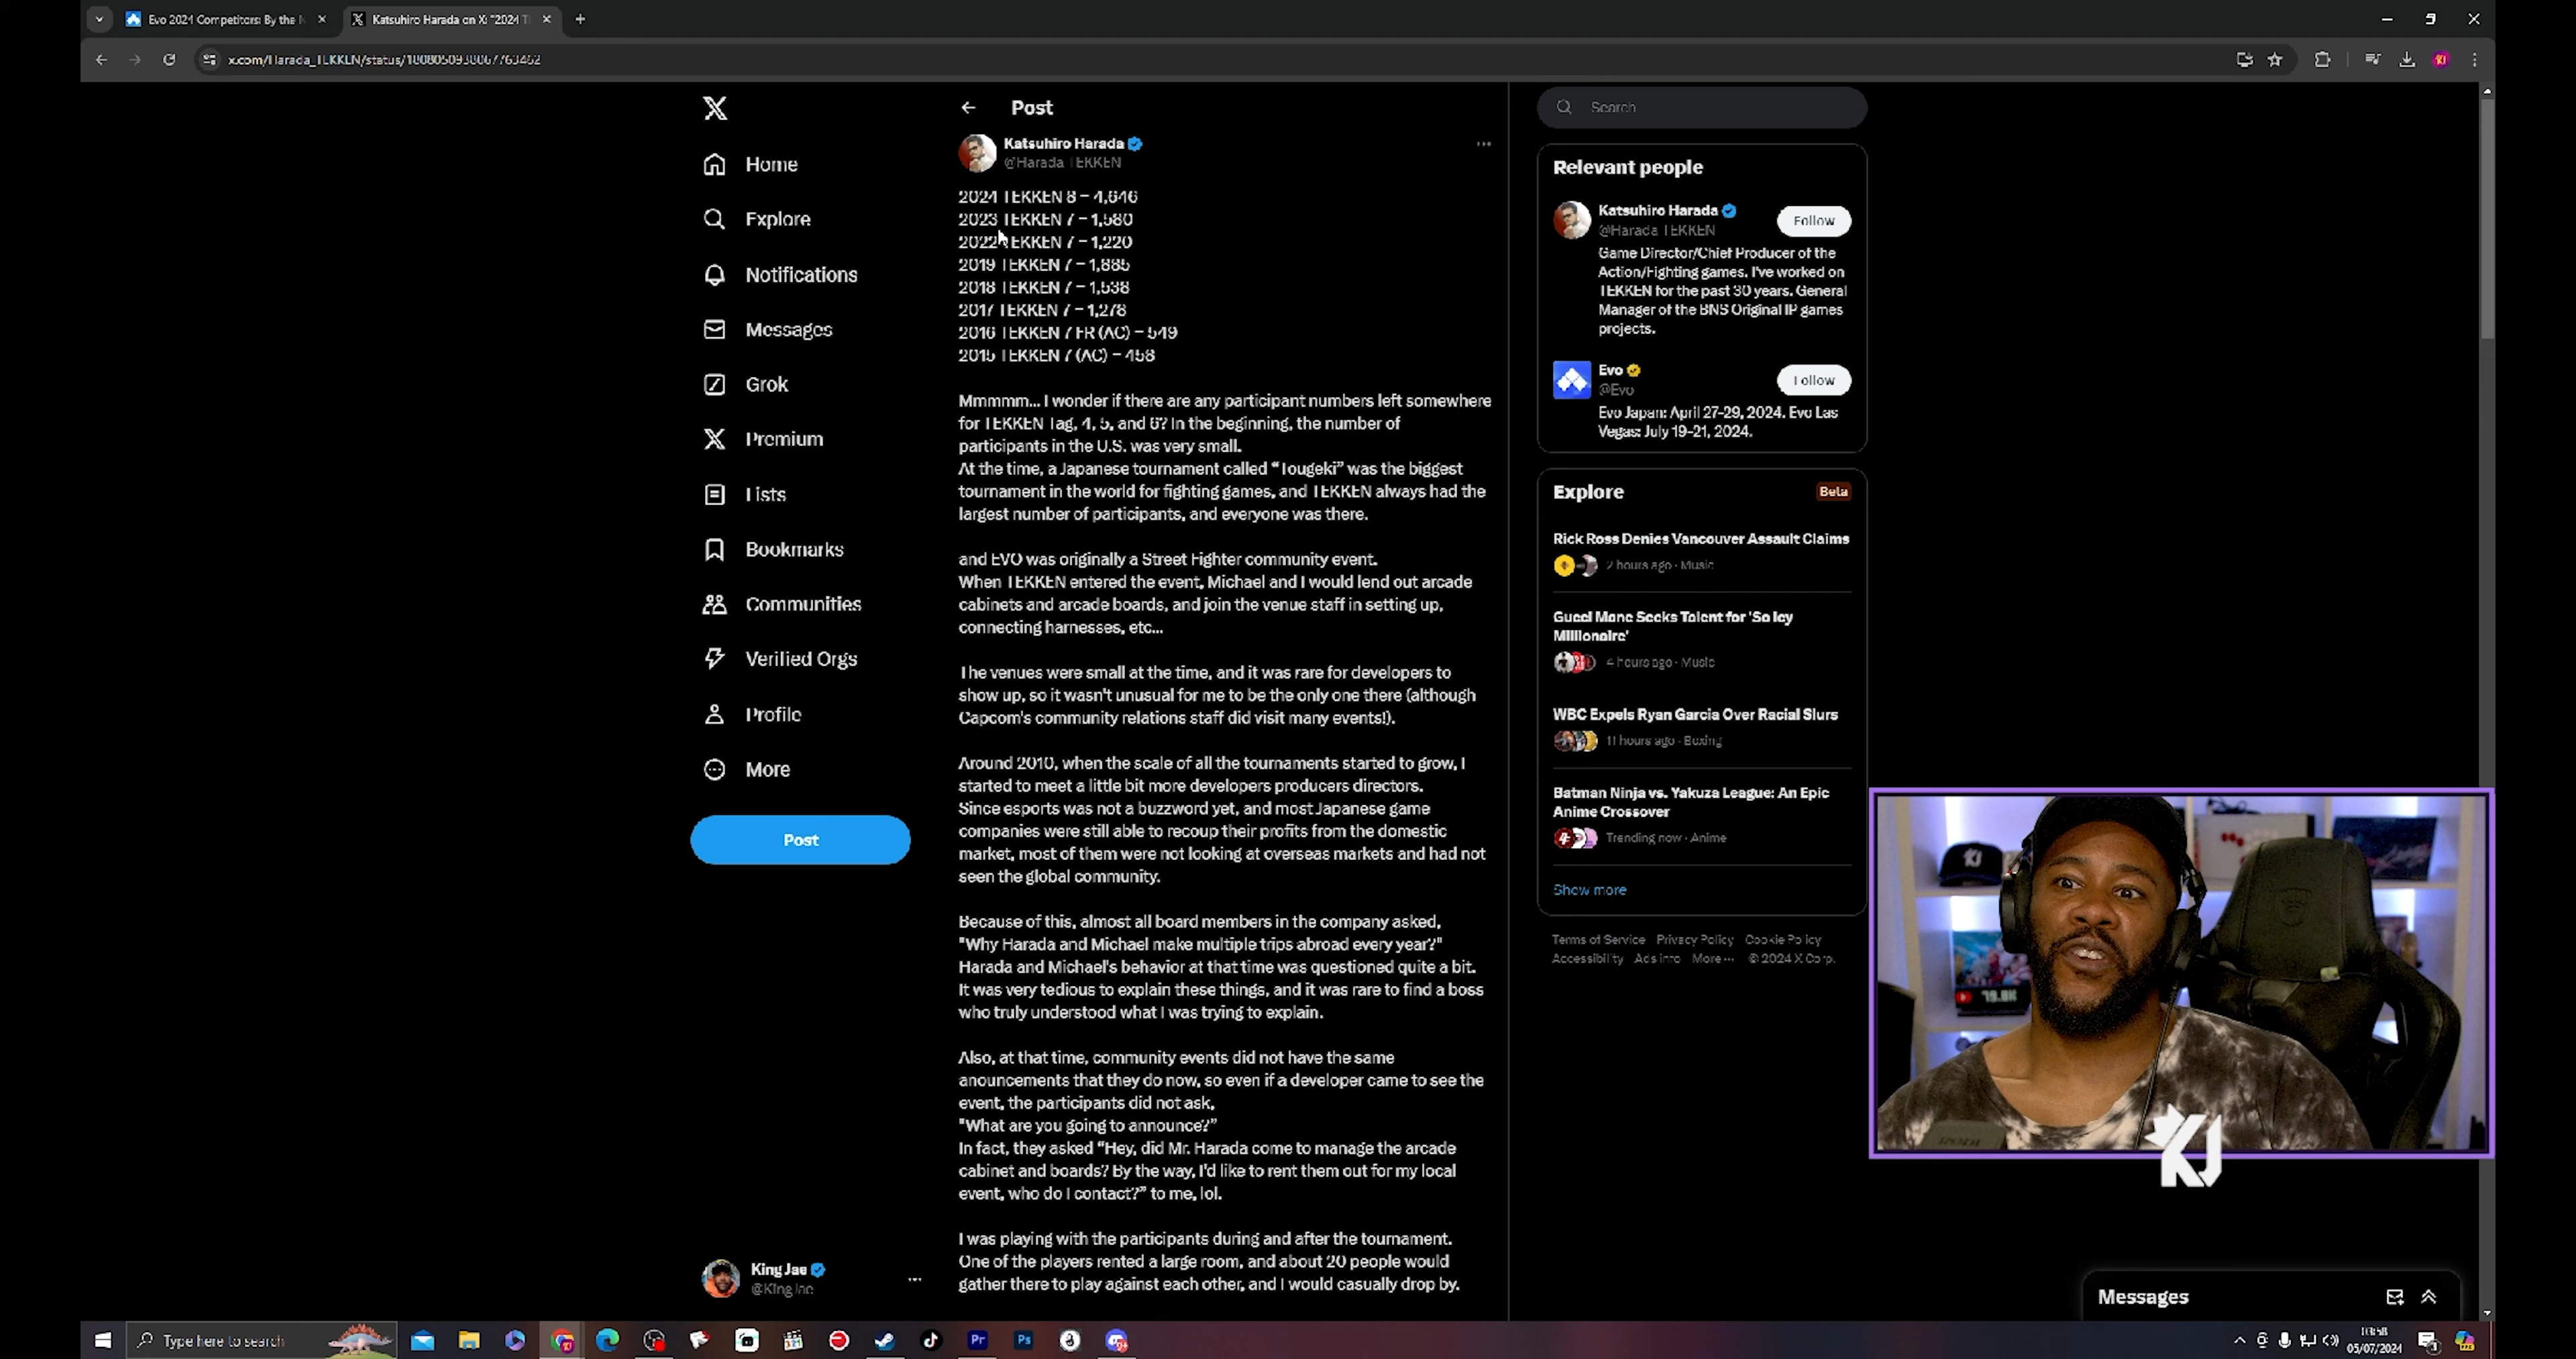 Evo 2024 Competitors: By the N
Katsuhiro Harada on X: "2024 T
x.com/Harada_TEKKEN/status/1808050938067763462
Home
Explore
Notifications
Messages
Grok
Premium
Lists
Bookmarks
Communities
Verified Orgs
Profile
More
Post
King Jae
@KingJae
Post
Katsuhiro Harada
@Harada TEKKEN
2024 TEKKEN 8 – 4,646
2023 TEKKEN 7 – 1,580
2022 TEKKEN 7 – 1,220
2019 TEKKEN 7 – 1,885
2018 TEKKEN 7 – 1,538
2017 TEKKEN 7 – 1,278
2016 TEKKEN 7 FR (AC) – 549
2015 TEKKEN 7 (AC) – 458
Mmmmm... I wonder if there are any participant numbers left somewhere
for TEKKEN Tag, 4, 5, and 6? In the beginning, the number of
participants in the U.S. was very small.
At the time, a Japanese tournament called “Tougeki” was the biggest
tournament in the world for fighting games, and TEKKEN always had the
largest number of participants, and everyone was there.
and EVO was originally a Street Fighter community event.
When TEKKEN entered the event, Michael and I would lend out arcade
cabinets and arcade boards, and join the venue staff in setting up,
connecting harnesses, etc...
The venues were small at the time, and it was rare for developers to
show up, so it wasn't unusual for me to be the only one there (although
Capcom's community relations staff did visit many events!).
Around 2010, when the scale of all the tournaments started to grow, I
started to meet a little bit more developers producers directors.
Since esports was not a buzzword yet, and most Japanese game
companies were still able to recoup their profits from the domestic
market, most of them were not looking at overseas markets and had not
seen the global community.
Because of this, almost all board members in the company asked,
"Why Harada and Michael make multiple trips abroad every year?"
Harada and Michael's behavior at that time was questioned quite a bit.
It was very tedious to explain these things, and it was rare to find a boss
who truly understood what I was trying to explain.
Also, at that time, community events did not have the same
anouncements that they do now, so even if a developer came to see the
event, the participants did not ask,
"What are you going to announce?”
In fact, they asked “Hey, did Mr. Harada come to manage the arcade
cabinet and boards? By the way, I'd like to rent them out for my local
event, who do I contact?” to me, lol.
I was playing with the participants during and after the tournament.
One of the players rented a large room, and about 20 people would
gather there to play against each other, and I would casually drop by.
Search
Relevant people
Katsuhiro Harada
@Harada TEKKEN
Follow
Game Director/Chief Producer of the
Action/Fighting games. I've worked on
TEKKEN for the past 30 years. General
Manager of the BNS Original IP games
projects.
Evo
@Evo
Follow
Evo Japan: April 27-29, 2024. Evo Las
Vegas: July 19-21, 2024.
Explore
Beta
Rick Ross Denies Vancouver Assault Claims
2 hours ago · Music
Gucci Mane Seeks Talent for 'So Icy
Millionaire'
4 hours ago · Music
WBC Expels Ryan Garcia Over Racial Slurs
11 hours ago · Boxing
Batman Ninja vs. Yakuza League: An Epic
Anime Crossover
Trending now · Anime
Show more
Terms of Service Privacy Policy Cookie Policy
Accessibility Ads info More ··· © 2024 X Corp.
KJ
79.8K
KJ
Messages
Type here to search
Pr
Ps
03:58
05/07/2024